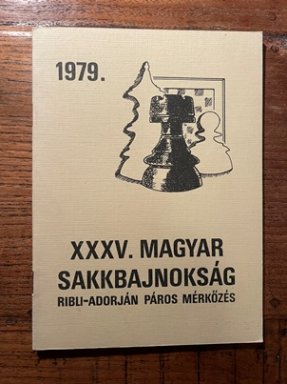 1979.
XXXV. MAGYAR
SAKKBAJNOKSÁG
RIBLI-ADORJÁN PÁROS MÉRKŐZÉS